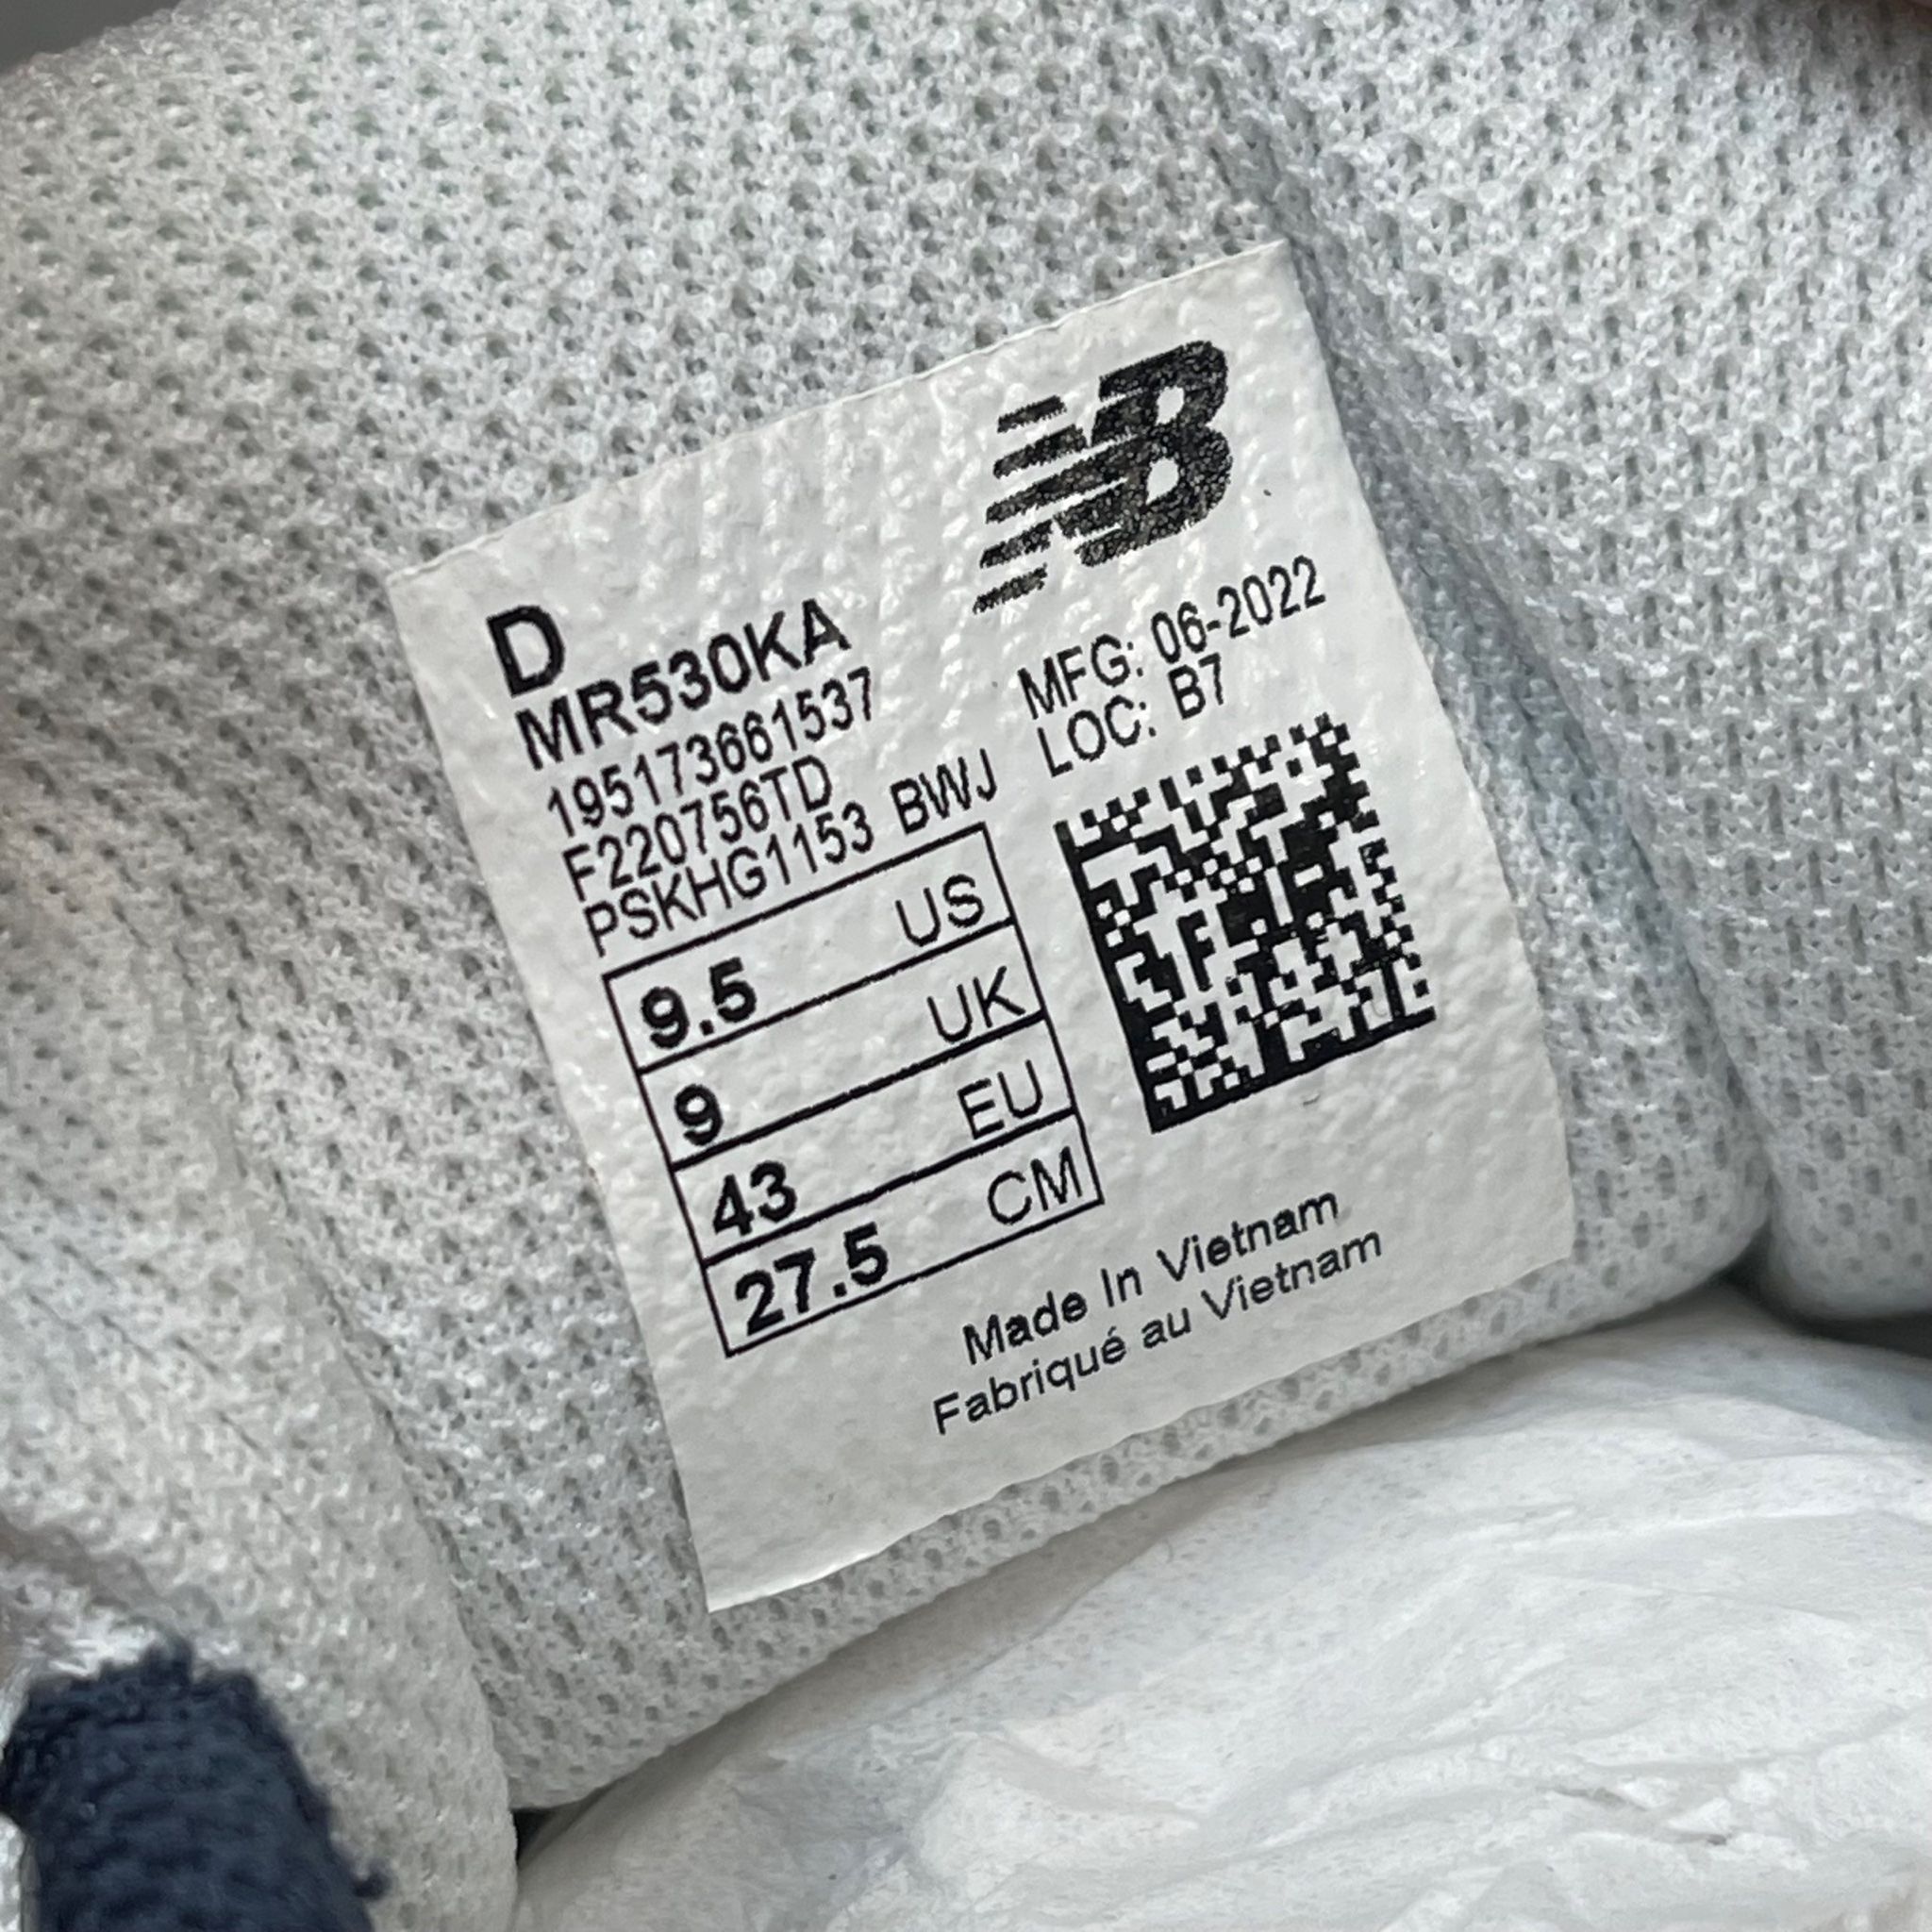 NB
D
MR530KA
195173661537
F220756TD
PSKHG1153 BWJ
MFG: 06-2022
LOC: B7
9.5 US
9 UK
43 EU
27.5 CM
Made In Vietnam
Fabriqué au Vietnam